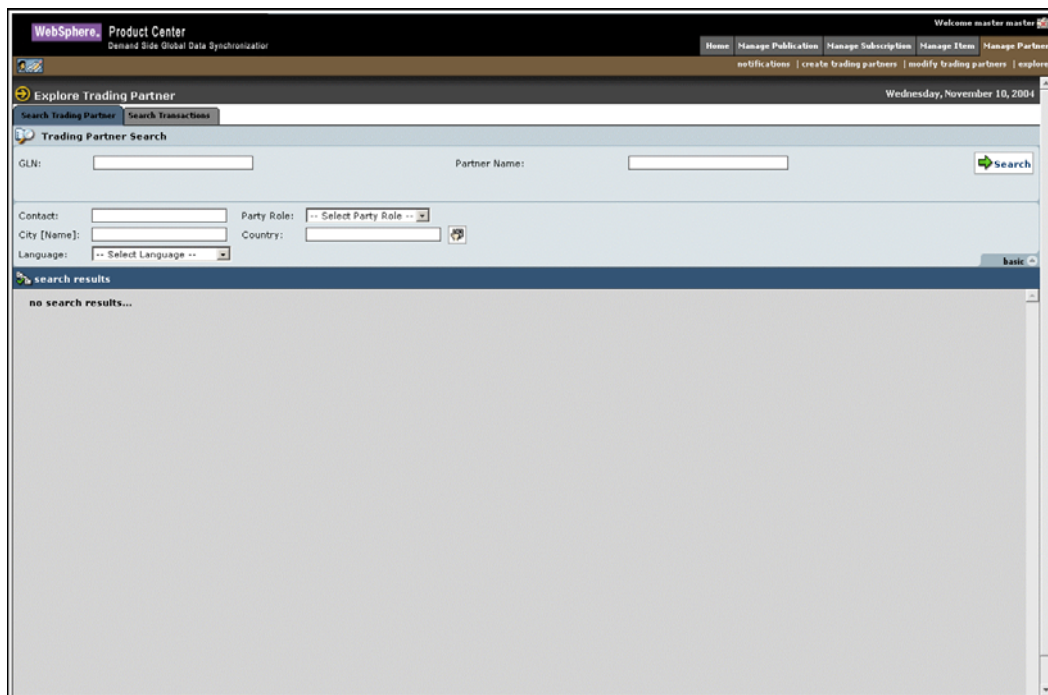 Welcome master master
WebSphere. Product Center
Demand Side Global Data Synchronization
Home Manage Publication Manage Subscription Manage Item Manage Partner
notifications | create trading partners | modify trading partners | explore
Explore Trading Partner Wednesday, November 10, 2004
Search Trading Partner Search Transactions
Trading Partner Search
GLN: Partner Name: Search
Contact: Party Role: -- Select Party Role --
City [Name]: Country:
Language: -- Select Language --
basic
search results
no search results...